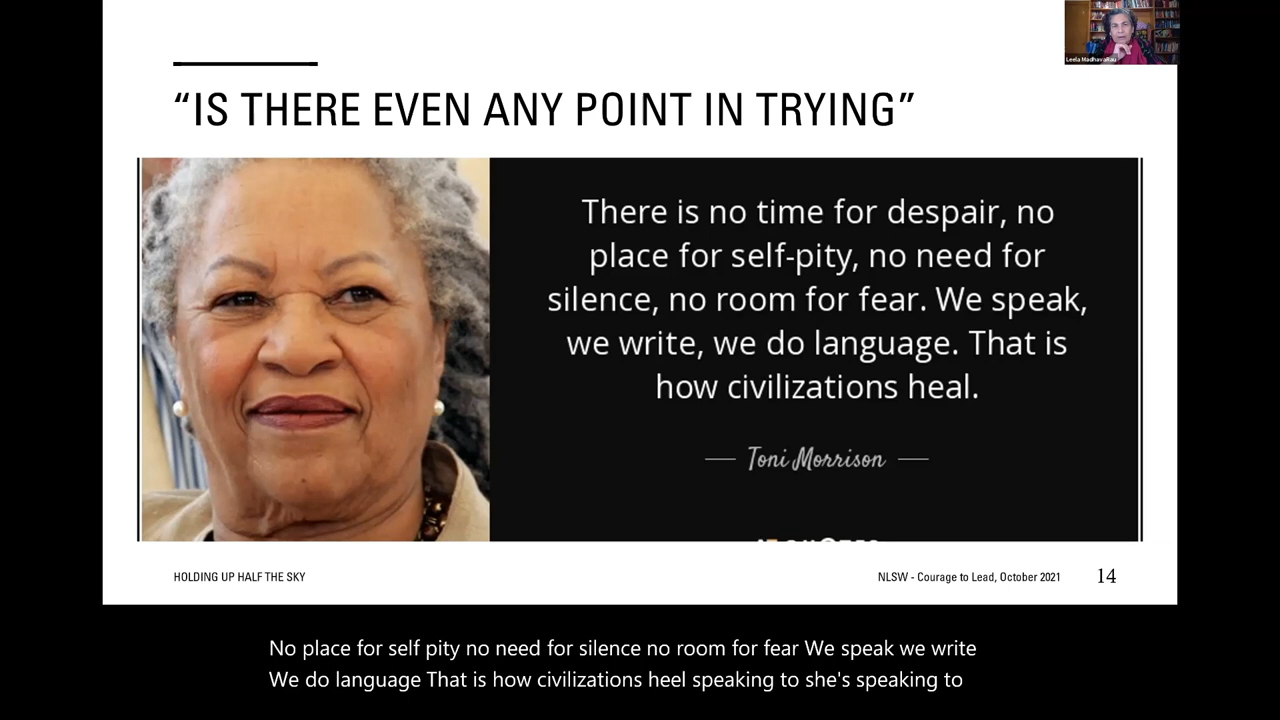 Leela MadhavaRau
“IS THERE EVEN ANY POINT IN TRYING”
There is no time for despair, no
place for self-pity, no need for
silence, no room for fear. We speak,
we write, we do language. That is
how civilizations heal.
Toni Morrison
HOLDING UP HALF THE SKY
NLSW - Courage to Lead, October 2021
14
No place for self pity no need for silence no room for fear We speak we write
We do language That is how civilizations heel speaking to she's speaking to